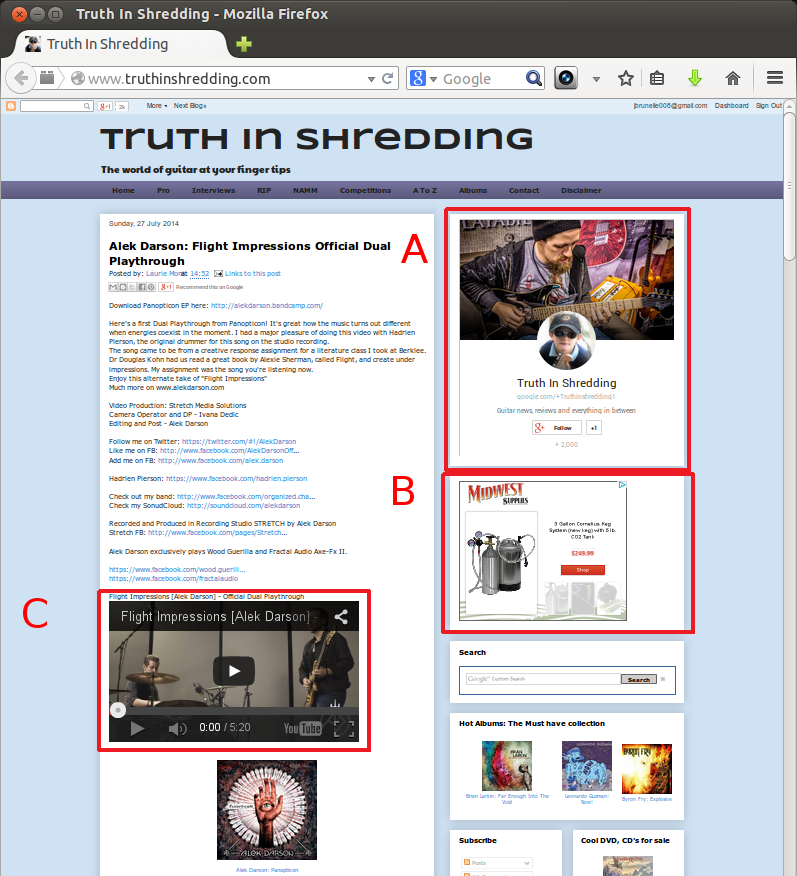 Truth In Shredding - Mozilla Firefox
Truth In Shredding
www.truthinshredding.com
Google
g+1
2k
More
Next Blog»
jbrunelle006@gmail.com
Dashboard
Sign Out
Truth In Shredding
The world of guitar at your finger tips
Home
Pro
Interviews
RIP
NAMM
Competitions
A To Z
Albums
Contact
Disclaimer
Sunday, 27 July 2014
Alek Darson: Flight Impressions Official Dual
Playthrough
Posted by: Laurie Monk at 14:52 Links to this post
g+1 Recommend this on Google
Download Panopticon EP here: http://alekdarson.bandcamp.com/
Here's a first Dual Playthrough from Panopticon! It's great how the music turns out different
when energies coexist in the moment. I had a major pleasure of doing this video with Hadrien
Pierson, the original drummer for this song on the studio recording.
The song came to be from a creative response assignment for a literature class I took at Berklee.
Dr Douglas Kohn had us read a great book by Alexie Sherman, called Flight, and create under
impressions. My assignment was the song you're listening now.
Enjoy this alternate take of "Flight Impressions"
Much more on www.alekdarson.com
Video Production: Stretch Media Solutions
Camera Operator and DP - Ivana Dedic
Editing and Post - Alek Darson
Follow me on Twitter: https://twitter.com/#!/AlekDarson
Like me on FB: http://www.facebook.com/AlekDarsonOff...
Add me on FB: http://www.facebook.com/alek.darson
Hadrien Pierson: https://www.facebook.com/hadrien.pierson
Check out my band: http://www.facebook.com/organized.cha...
Check my SonudCloud: http://soundcloud.com/alekdarson
Recorded and Produced in Recording Studio STRETCH by Alek Darson
Stretch FB: http://www.facebook.com/pages/Stretch...
Alek Darson exclusively plays Wood Guerilla and Fractal Audio Axe-Fx II.
https://www.facebook.com/wood.guerill...
https://www.facebook.com/fractalaudio
Flight Impressions [Alek Darson] - Official Dual Playthrough
C
Flight Impressions [Alek Darson] -
0:00 / 5:20
YouTube
ALEK DARSON
Alek Darson: Panopticon
A
Truth In Shredding
google.com/+Truthinshredding1
Guitar news, reviews and everything in between
g+ Follow
+1
+ 2,000
B
MIDWEST
SUPPLIES
3 Gallon Cornelius Keg
System (new keg) with 5 lb.
CO2 Tank
$249.99
Shop
Search
Google™ Custom Search
Search
Hot Albums: The Must have collection
BRIAN
LARKIN
BYRON FRY
Brian Larkin: Far Enough Into The
Void
Leonardo Guzman:
Now!
Byron Fry: Explosive
Subscribe
Posts
Cool DVD, CD's for sale